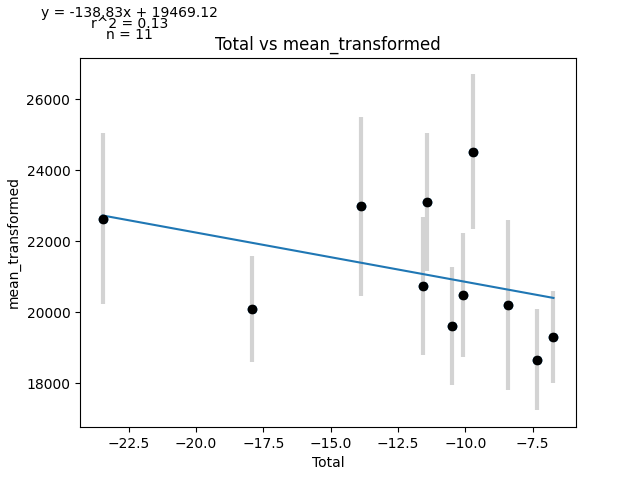 y = -138.83x + 19469.12
r^2 = 0.13
n = 11
Total vs mean_transformed
mean_transformed
26000
24000
22000
20000
18000
−22.5 −20.0 −17.5 −15.0 −12.5 −10.0 −7.5
Total